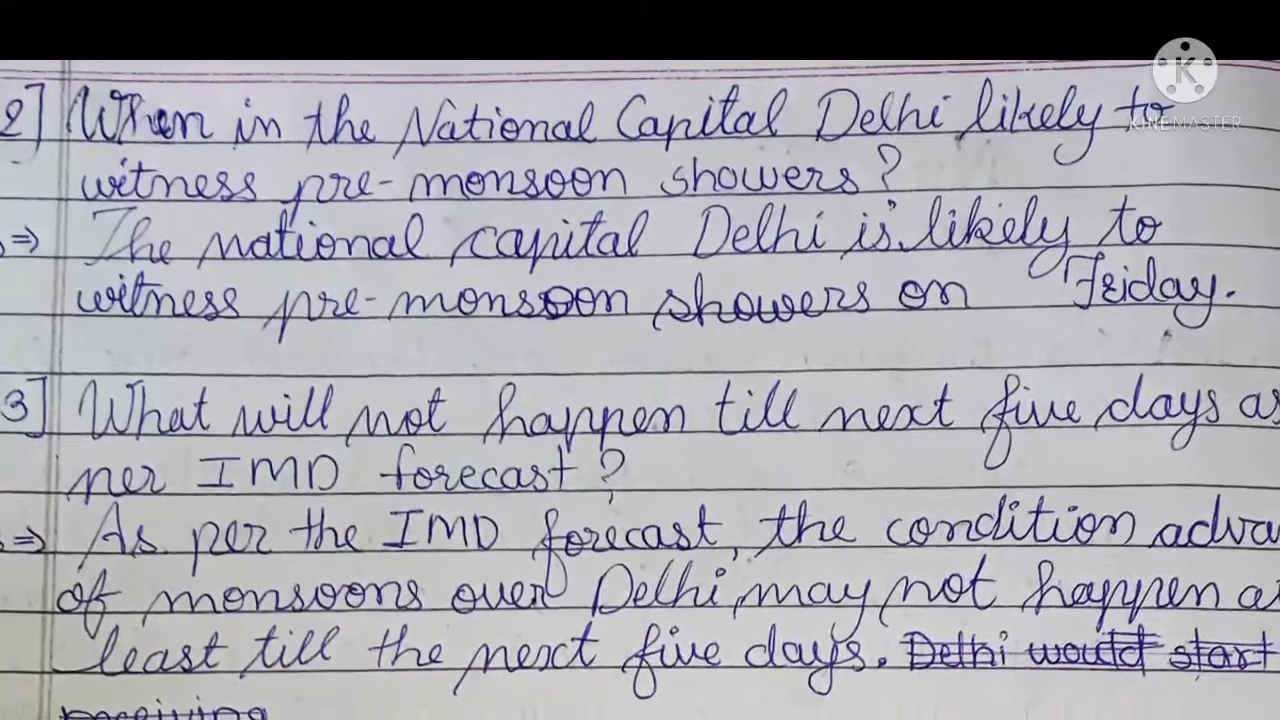 K
KINEMASTER
2] When in the National Capital Delhi likely to
witness pre-monsoon showers?
⇒ The national capital Delhi is likely to
witness pre-monsoon showers on Friday.
3] What will not happen till next five days as
per IMD forecast?
⇒ As per the IMD forecast, the condition adva
of monsoons over Delhi may not happen a
least till the next five days. Delhi would start
receiving